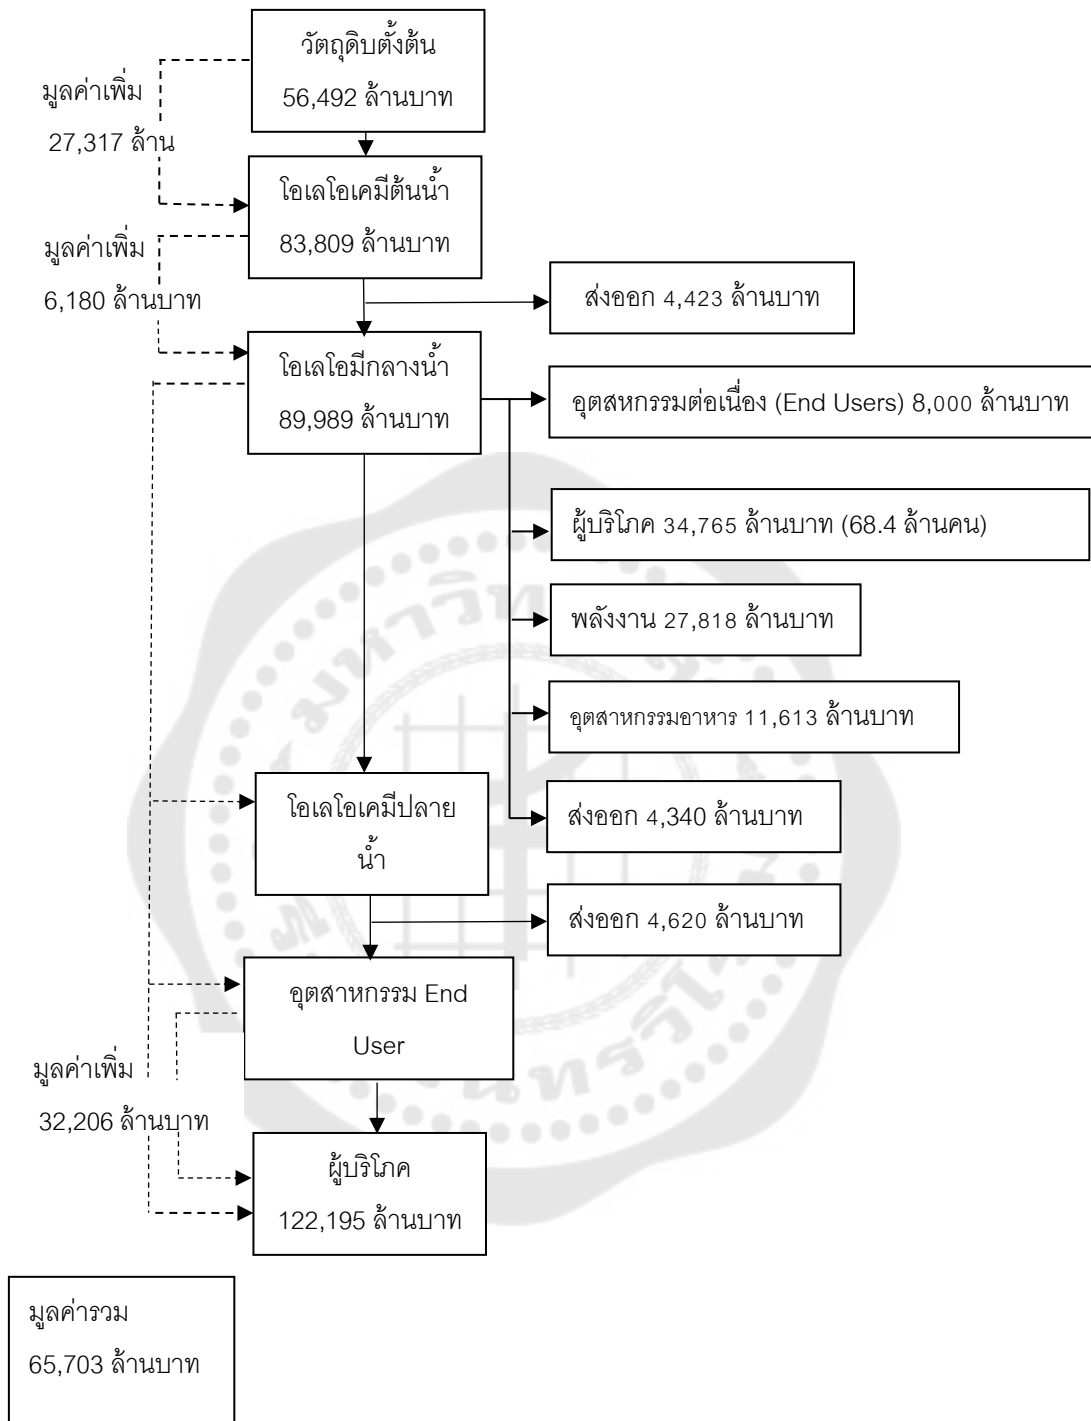 วัตถุดิบตั้งต้น
56,492 ล้านบาท
มูลค่าเพิ่ม
27,317 ล้าน
โอเลโอเคมีต้นน้ำ
83,809 ล้านบาท
มูลค่าเพิ่ม
6,180 ล้านบาท
ส่งออก 4,423 ล้านบาท
โอเลโอมีกลางน้ำ
89,989 ล้านบาท
อุตสหกรรมต่อเนื่อง (End Users) 8,000 ล้านบาท
ผู้บริโภค 34,765 ล้านบาท (68.4 ล้านคน)
พลังงาน 27,818 ล้านบาท
อุตสาหกรรมอาหาร 11,613 ล้านบาท
โอเลโอเคมีปลาย
น้ำ
ส่งออก 4,340 ล้านบาท
ส่งออก 4,620 ล้านบาท
อุตสาหกรรม End
User
มูลค่าเพิ่ม
32,206 ล้านบาท
ผู้บริโภค
122,195 ล้านบาท
มูลค่ารวม
65,703 ล้านบาท